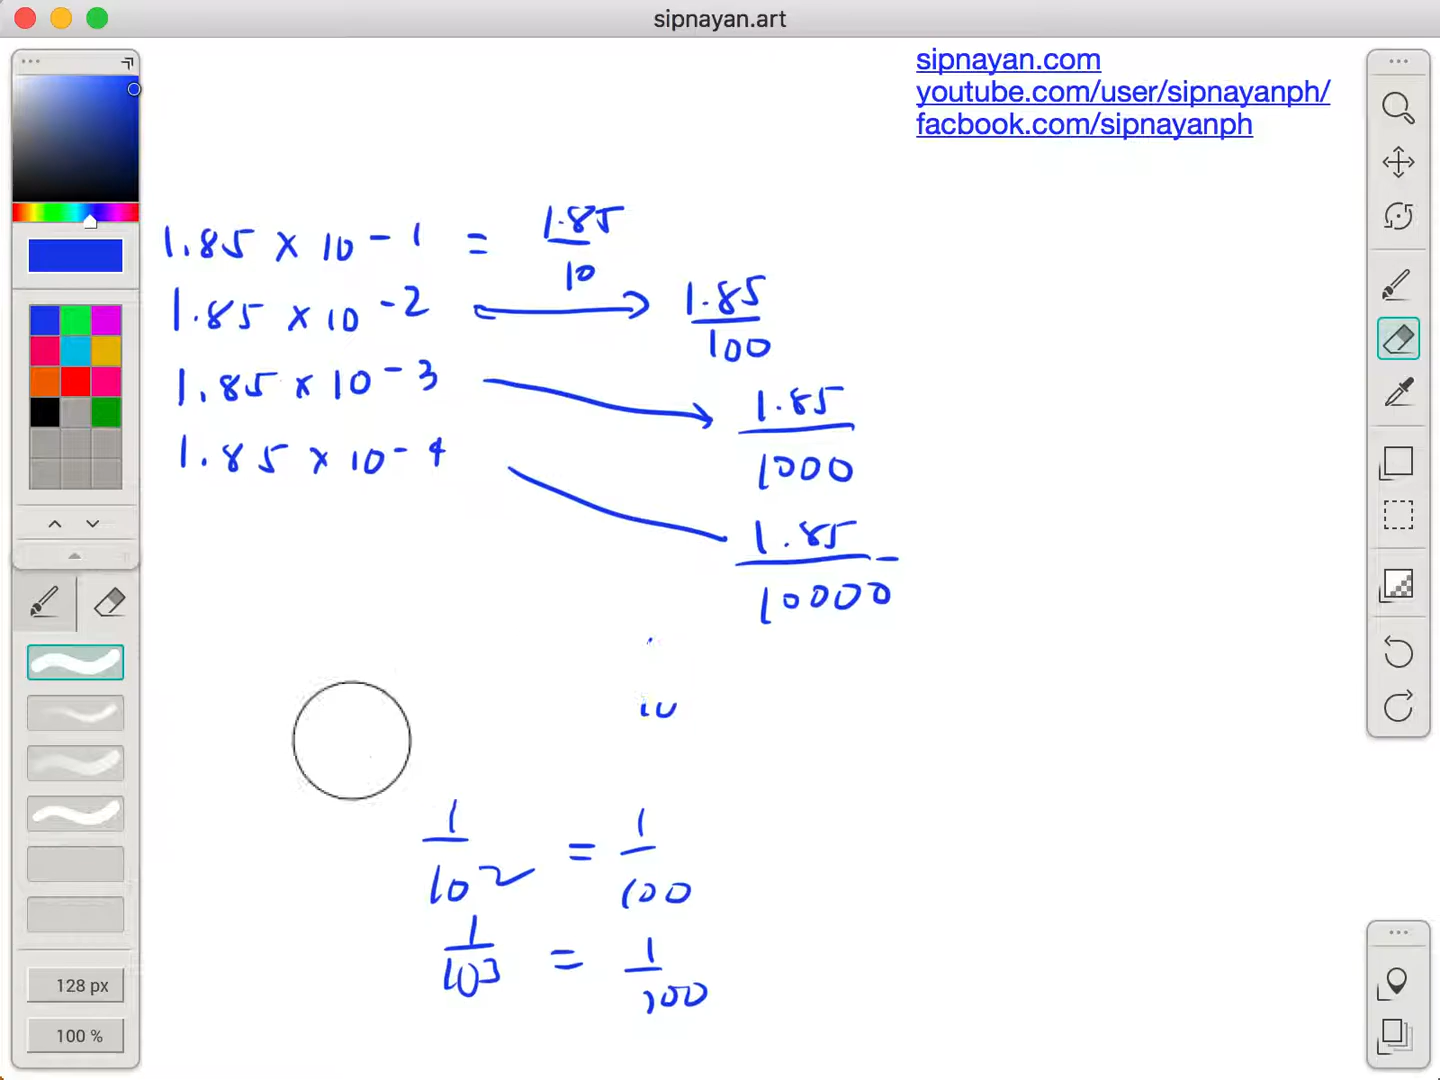 sipnayan.art
sipnayan.com
youtube.com/user/sipnayanph/
facbook.com/sipnayanph
1.85 x 10 -1 = 1.85/10
1.85 x 10 -2 → 1.85/100
1.85 x 10 -3 → 1.85/1000
1.85 x 10 -4 — 1.85/10000
10
1/10² = 1/100
1/10³ = 1/100
128 px
100 %